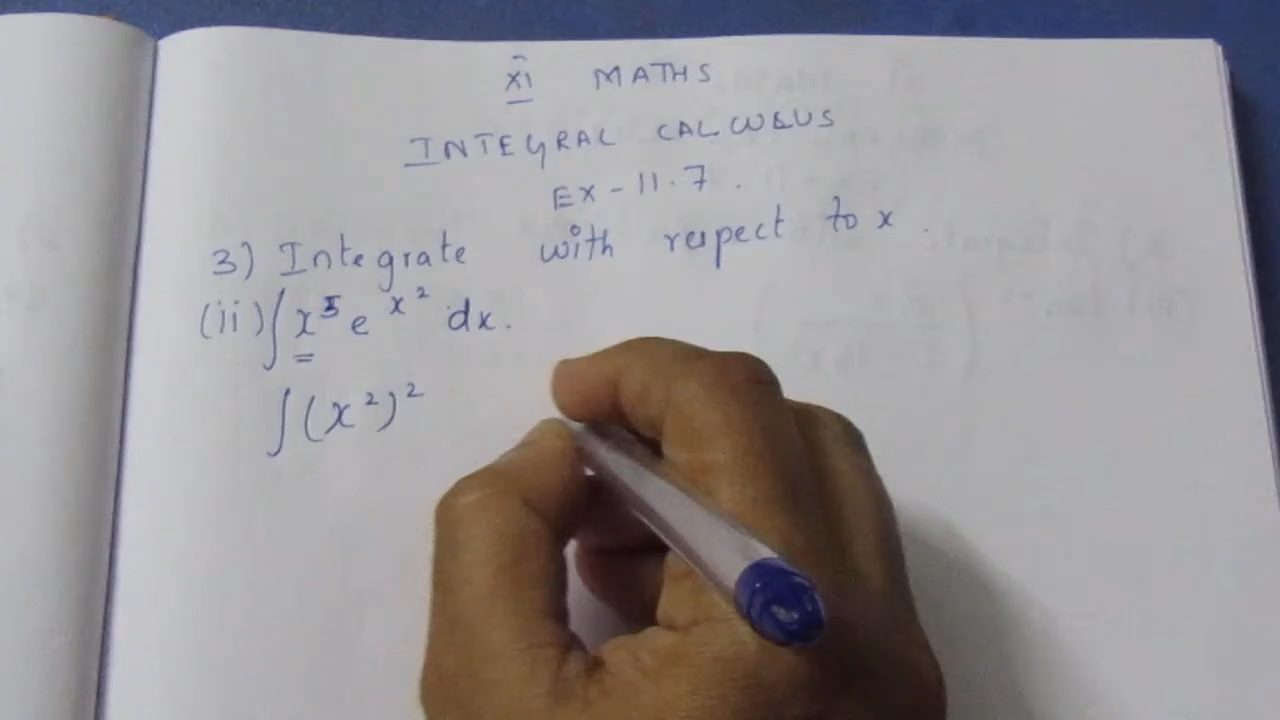 XI MATHS
INTEGRAL CALCULUS
Ex - 11.7.
3) Integrate with respect to x.
(ii) ∫ x⁵ e^x² dx.
∫ (x²)²